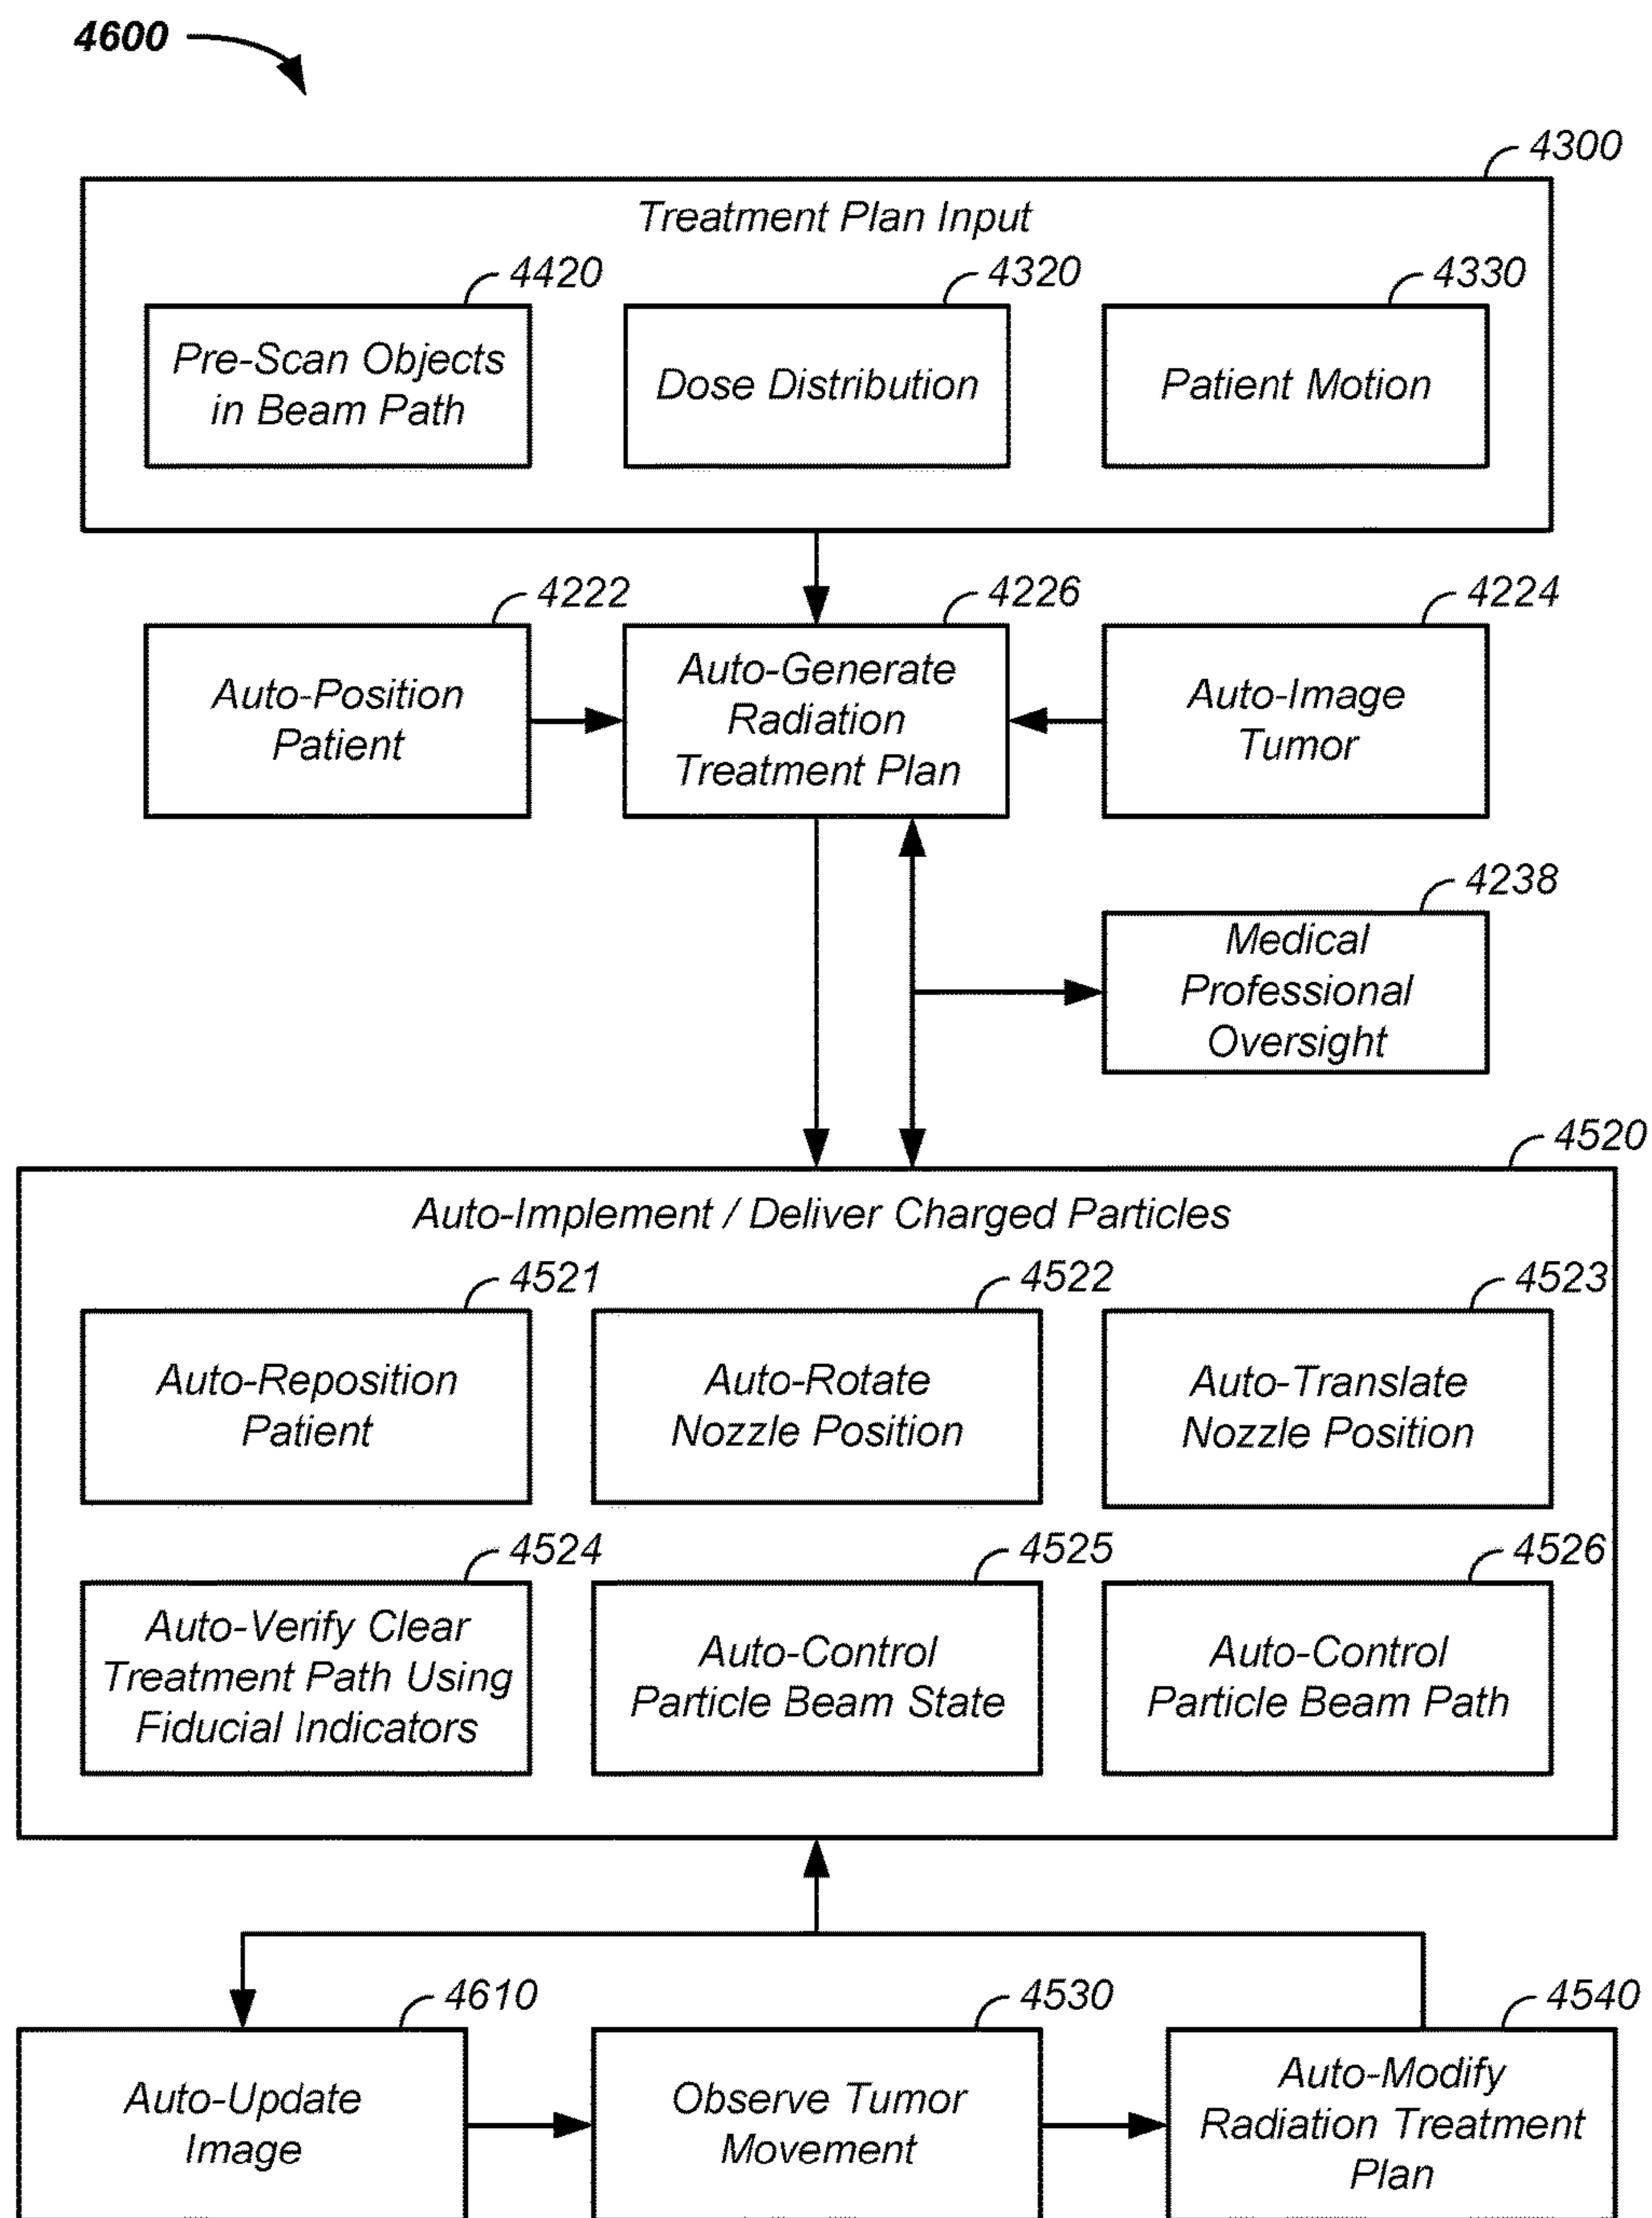 4600
4300
Treatment Plan Input
4420
4320
4330
Pre-Scan Objects
in Beam Path
Dose Distribution
Patient Motion
4222
4226
4224
Auto-Position
Patient
Auto-Generate
Radiation
Treatment Plan
Auto-Image
Tumor
4238
Medical
Professional
Oversight
4520
Auto-Implement / Deliver Charged Particles
4521
4522
4523
Auto-Reposition
Patient
Auto-Rotate
Nozzle Position
Auto-Translate
Nozzle Position
4524
4525
4526
Auto-Verify Clear
Treatment Path Using
Fiducial Indicators
Auto-Control
Particle Beam State
Auto-Control
Particle Beam Path
4610
4530
4540
Auto-Update
Image
Observe Tumor
Movement
Auto-Modify
Radiation Treatment
Plan